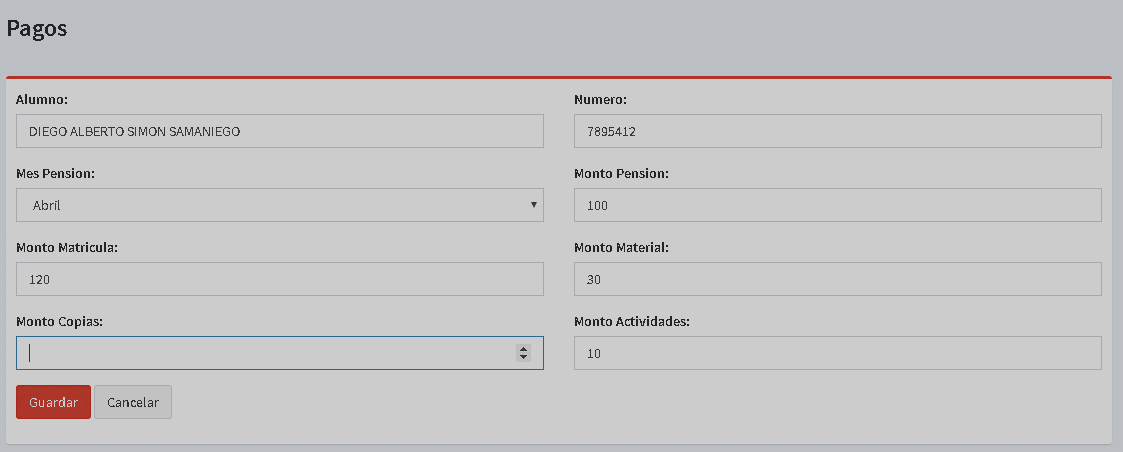 Pagos
Alumno:
DIEGO ALBERTO SIMON SAMANIEGO
Numero:
7895412
Mes Pension:
Abril
Monto Pension:
100
Monto Matricula:
120
Monto Material:
30
Monto Copias:
Monto Actividades:
10
Guardar
Cancelar